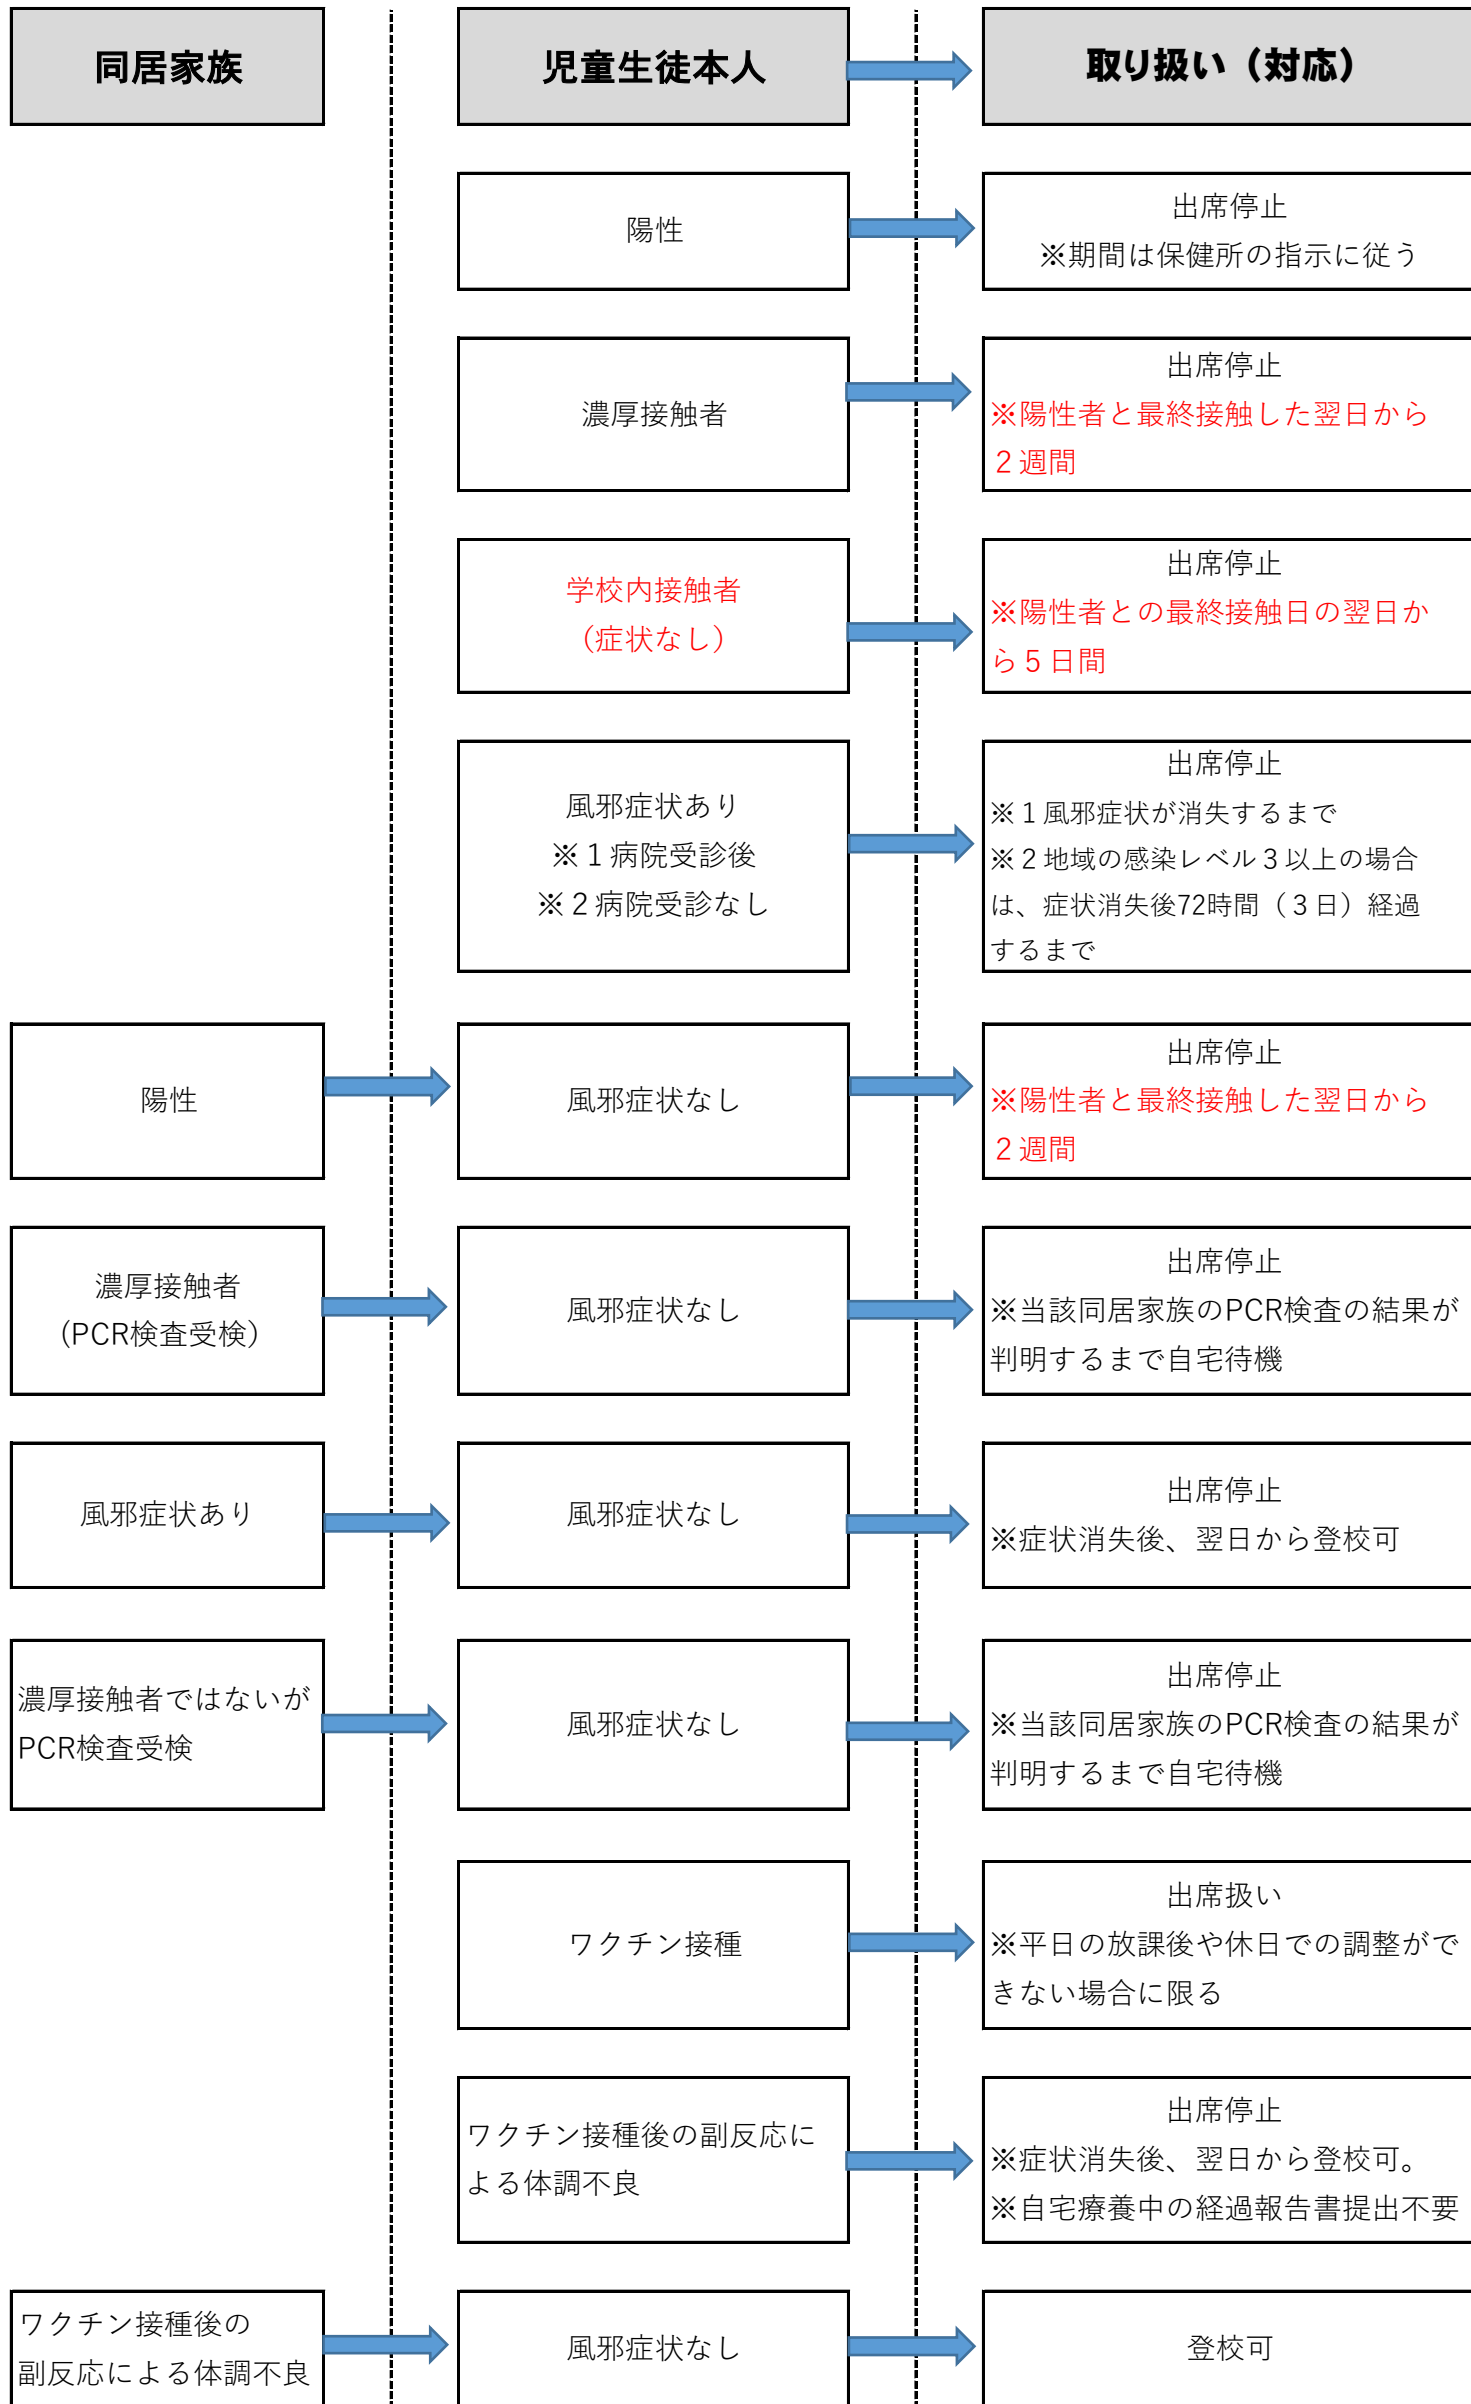 同居家族
児童生徒本人
取り扱い（対応）
陽性
出席停止
※期間は保健所の指示に従う
濃厚接触者
出席停止
※陽性者と最終接触した翌日から
２週間
学校内接触者
（症状なし）
出席停止
※陽性者との最終接触日の翌日か
ら５日間
風邪症状あり
※１病院受診後
※２病院受診なし
出席停止
※１風邪症状が消失するまで
※２地域の感染レベル３以上の場合
は、症状消失後72時間（３日）経過
するまで
陽性
風邪症状なし
出席停止
※陽性者と最終接触した翌日から
２週間
濃厚接触者
(PCR検査受検）
風邪症状なし
出席停止
※当該同居家族のPCR検査の結果が
判明するまで自宅待機
風邪症状あり
風邪症状なし
出席停止
※症状消失後、翌日から登校可
濃厚接触者ではないが
PCR検査受検
風邪症状なし
出席停止
※当該同居家族のPCR検査の結果が
判明するまで自宅待機
ワクチン接種
出席扱い
※平日の放課後や休日での調整がで
きない場合に限る
ワクチン接種後の副反応に
よる体調不良
出席停止
※症状消失後、翌日から登校可。
※自宅療養中の経過報告書提出不要
ワクチン接種後の
副反応による体調不良
風邪症状なし
登校可